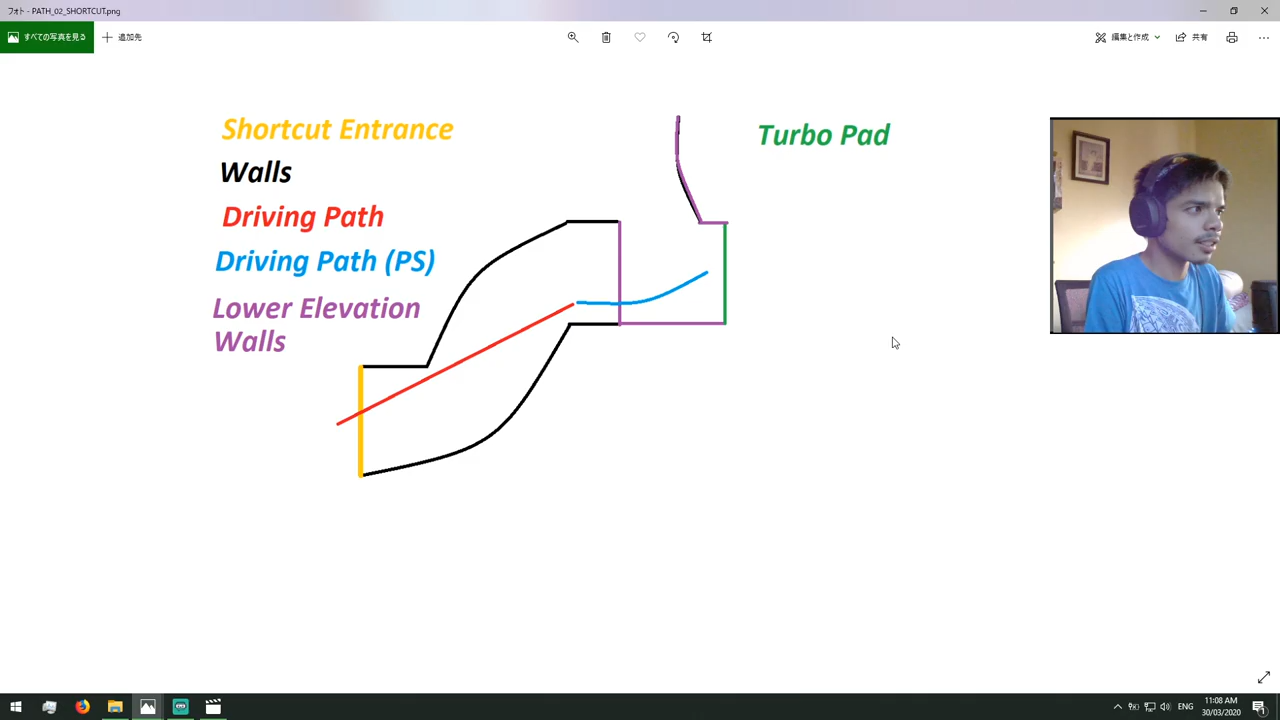 フォト - PATH_02_SHORTCUT.png
すべての写真を見る
追加先
編集と作成
共有
Shortcut Entrance
Walls
Driving Path
Driving Path (PS)
Lower Elevation
Walls
Turbo Pad
ENG
11:08 AM
30/03/2020
1